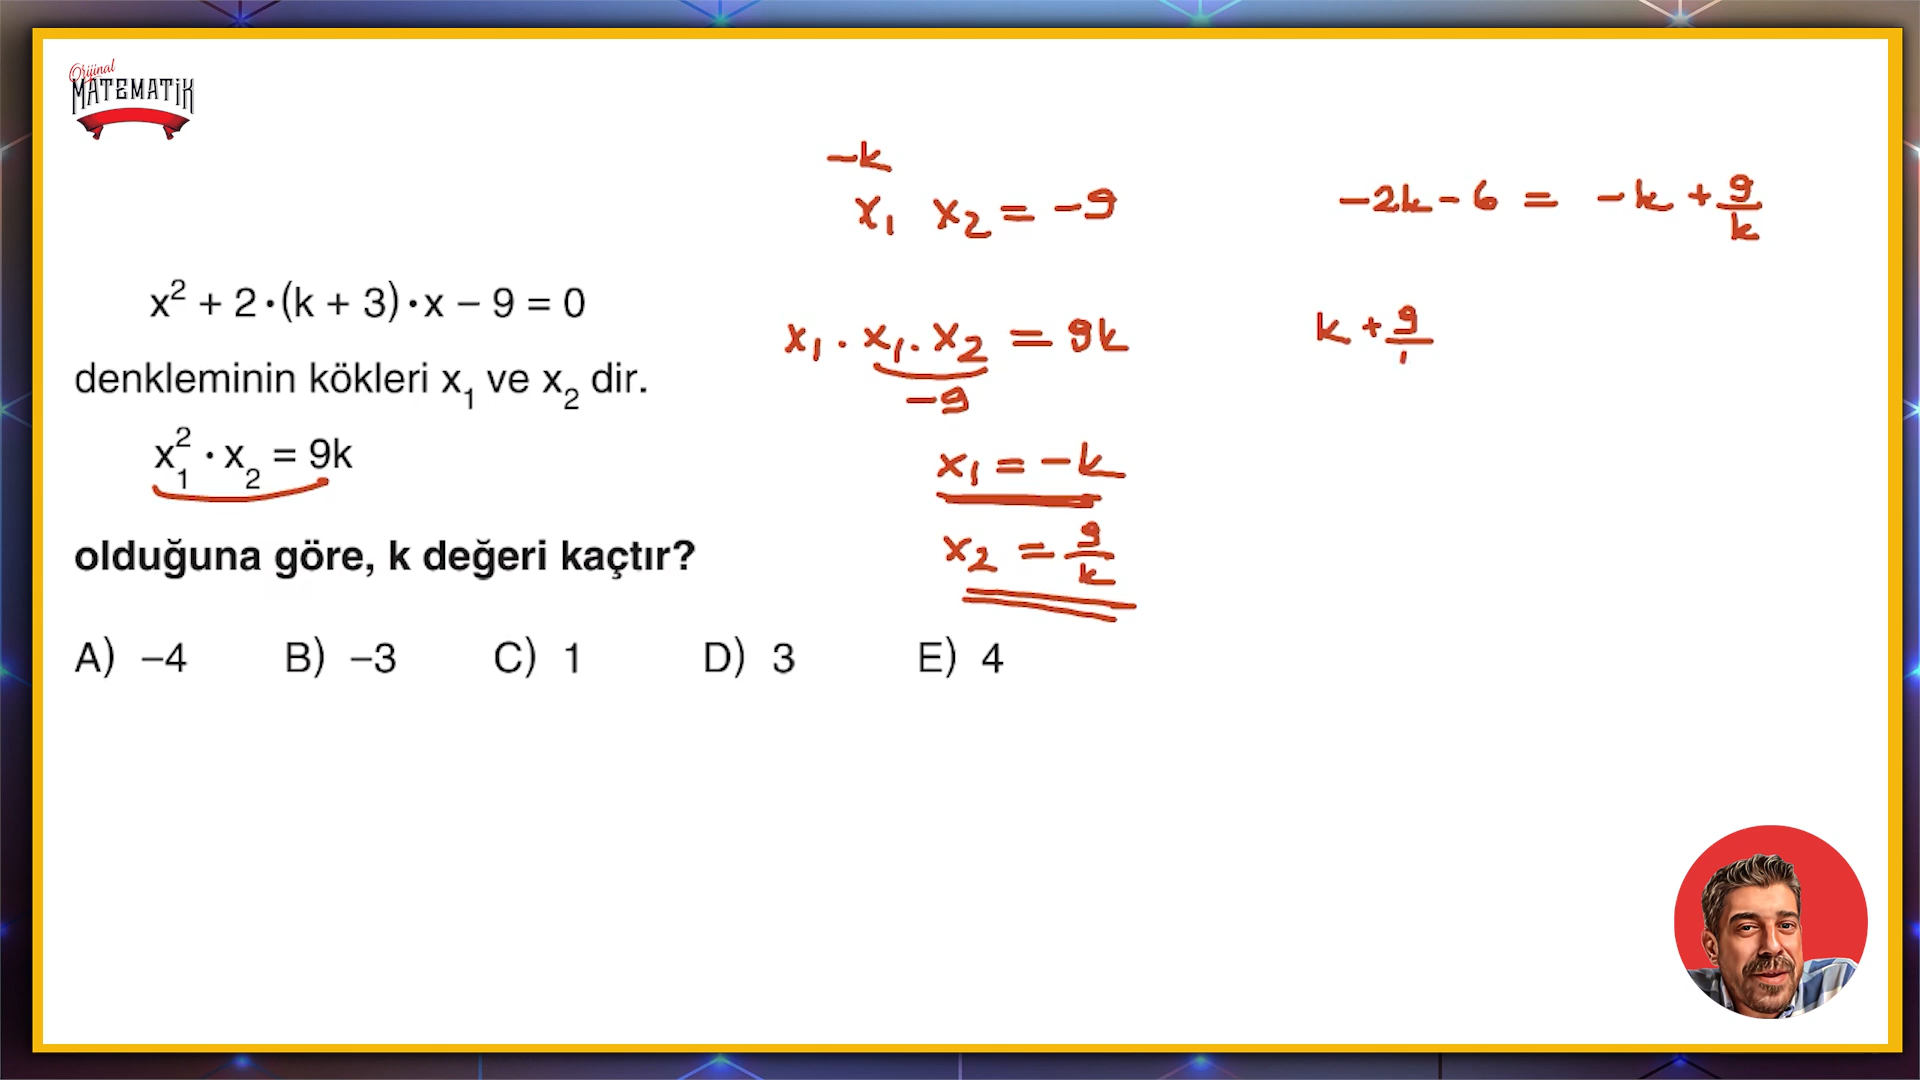 Orijinal
MATEMATİK
x² + 2·(k + 3)·x – 9 = 0
denkleminin kökleri x₁ ve x₂ dir.
x₁² · x₂ = 9k
olduğuna göre, k değeri kaçtır?
A) –4 B) –3 C) 1 D) 3 E) 4
-k
x₁ x₂ = -9
x₁ . x₁ . x₂ = 9k
-9
x₁ = -k
x₂ = 9/k
-2k - 6 = -k + 9/k
k + 9/